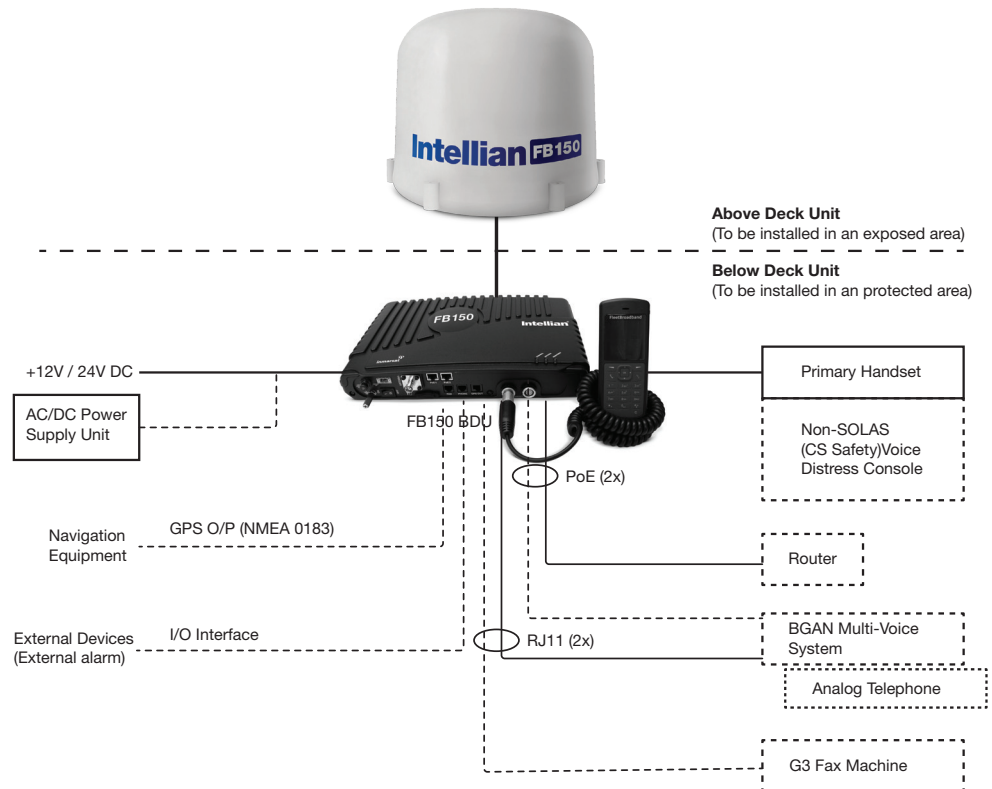 Intellian FB150
Above Deck Unit
(To be installed in an exposed area)
Below Deck Unit
(To be installed in an protected area)
FB150
Intellian
inmarsat
FleetBroadband
+12V / 24V DC
AC/DC Power
Supply Unit
FB150 BDU
Primary Handset
Non-SOLAS
(CS Safety)Voice
Distress Console
PoE (2x)
Navigation
Equipment
GPS O/P (NMEA 0183)
Router
External Devices
(External alarm)
I/O Interface
RJ11 (2x)
BGAN Multi-Voice
System
Analog Telephone
G3 Fax Machine